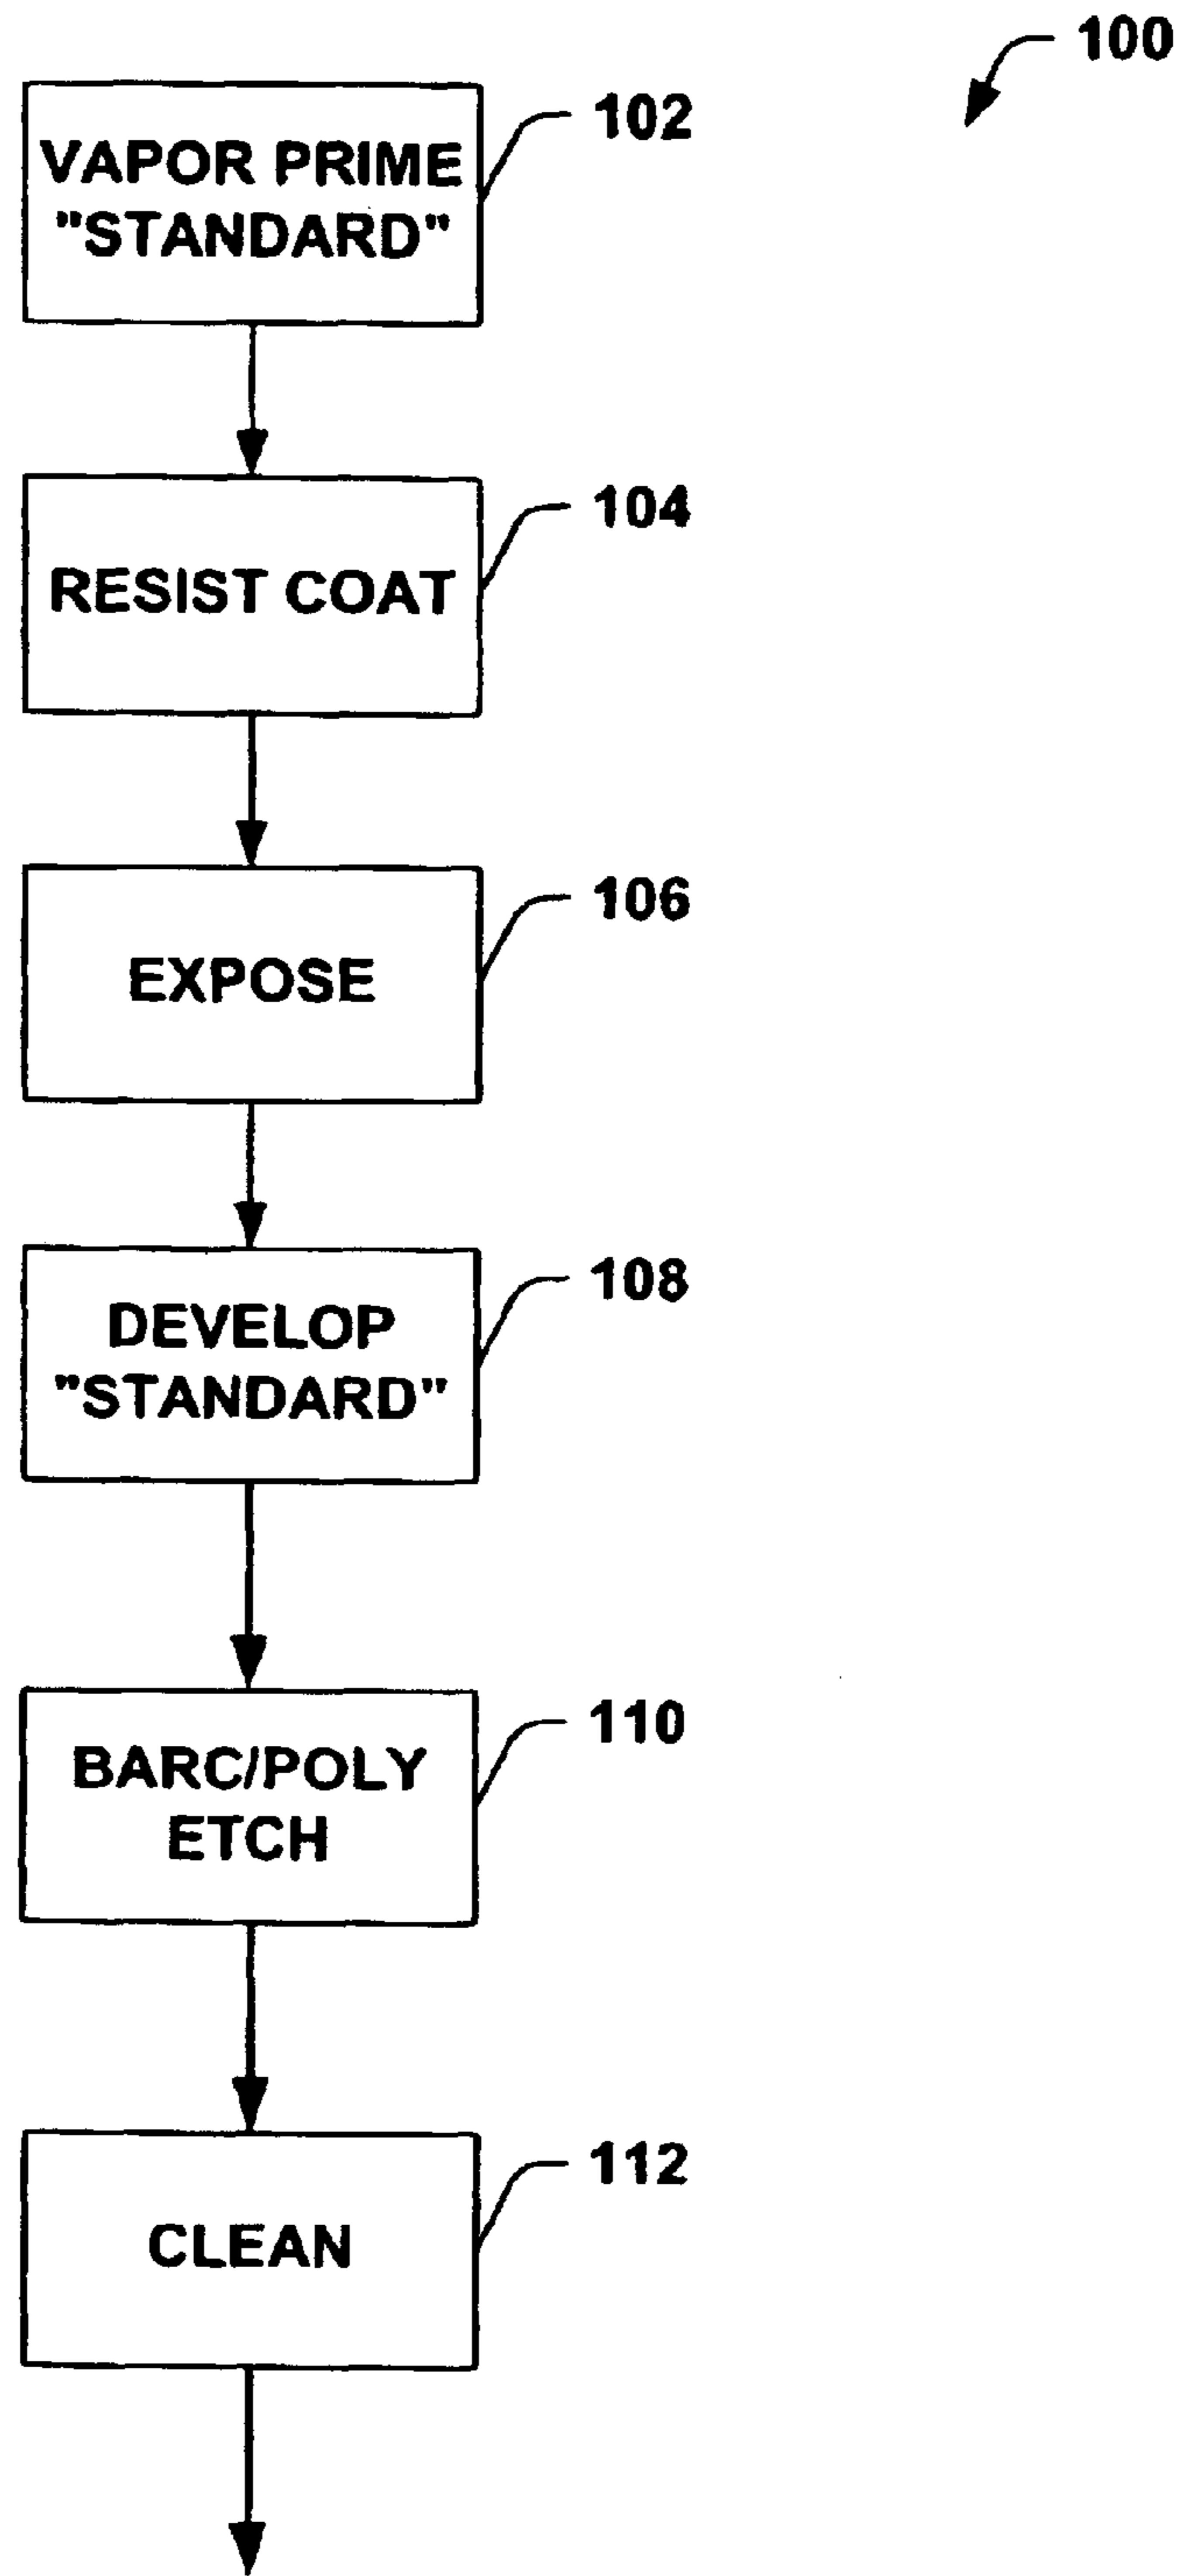 100
VAPOR PRIME
"STANDARD"
102
RESIST COAT
104
EXPOSE
106
DEVELOP
"STANDARD"
108
BARC/POLY
ETCH
110
CLEAN
112